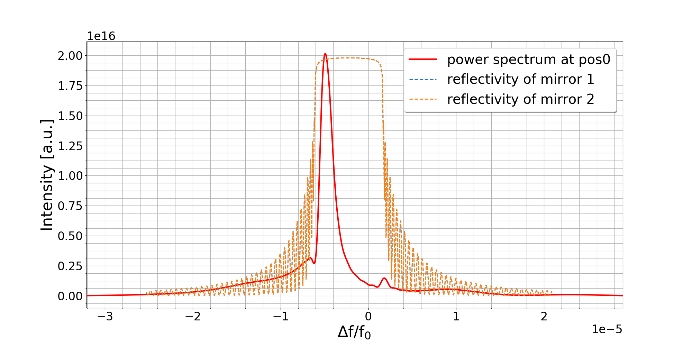 1e16
2.00
1.75
1.50
1.25
1.00
0.75
0.50
0.25
0.00
Intensity [a.u.]
power spectrum at pos0
reflectivity of mirror 1
reflectivity of mirror 2
−3 −2 −1 0 1 2
Δf/f₀
1e−5